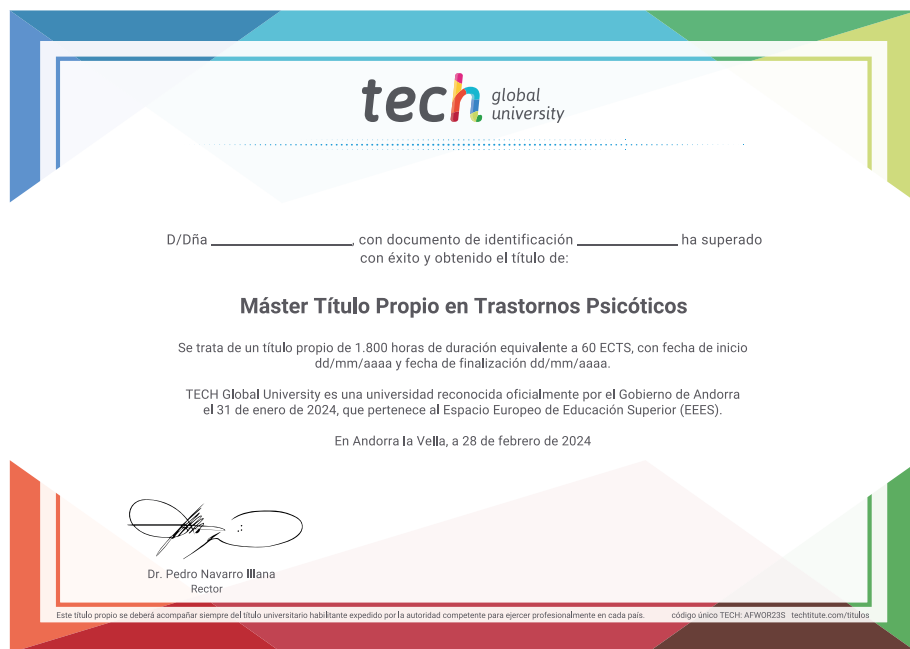 tech global university
D/Dña ____________, con documento de identificación ____________ ha superado
con éxito y obtenido el título de:
Máster Título Propio en Trastornos Psicóticos
Se trata de un título propio de 1.800 horas de duración equivalente a 60 ECTS, con fecha de inicio
dd/mm/aaaa y fecha de finalización dd/mm/aaaa.
TECH Global University es una universidad reconocida oficialmente por el Gobierno de Andorra
el 31 de enero de 2024, que pertenece al Espacio Europeo de Educación Superior (EEES).
En Andorra la Vella, a 28 de febrero de 2024
Dr. Pedro Navarro Illana
Rector
Este título propio se deberá acompañar siempre del título universitario habilitante expedido por la autoridad competente para ejercer profesionalmente en cada país. código único TECH: AFWOR23S techtitute.com/titulos